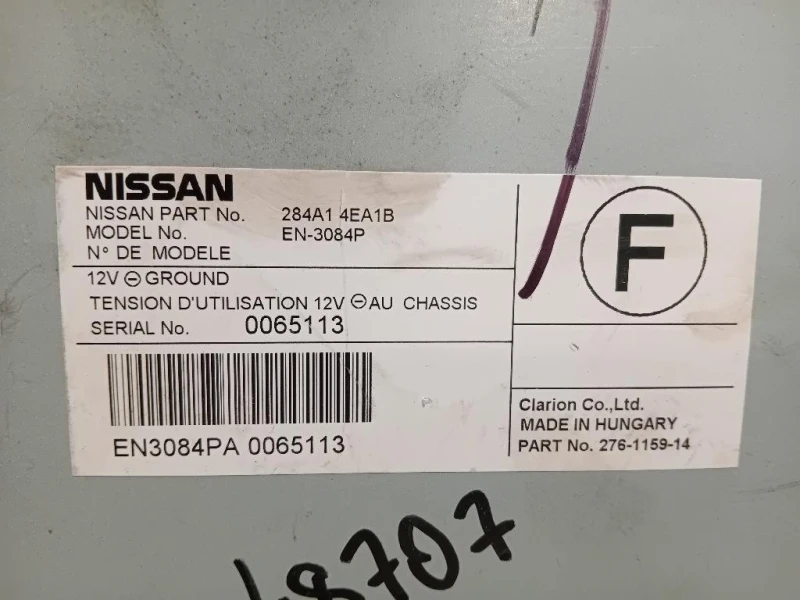 NISSAN
NISSAN PART No. 284A1 4EA1B
MODEL No. EN-3084P
N° DE MODELE
12V ⊖ GROUND
TENSION D'UTILISATION 12V ⊖ AU CHASSIS
SERIAL No. 0065113
EN3084PA 0065113
F
Clarion Co.,Ltd.
MADE IN HUNGARY
PART No. 276-1159-14
8707